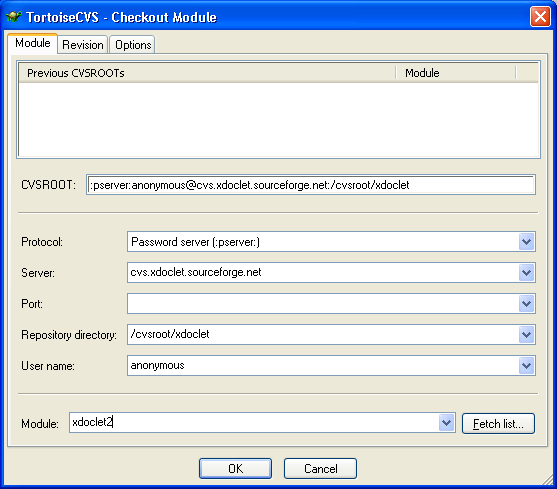 TortoiseCVS - Checkout Module
Module Revision Options
Previous CVSROOTs Module
CVSROOT: :pserver:anonymous@cvs.xdoclet.sourceforge.net:/cvsroot/xdoclet
Protocol: Password server (:pserver:)
Server: cvs.xdoclet.sourceforge.net
Port:
Repository directory: /cvsroot/xdoclet
User name: anonymous
Module: xdoclet2 Fetch list...
OK Cancel